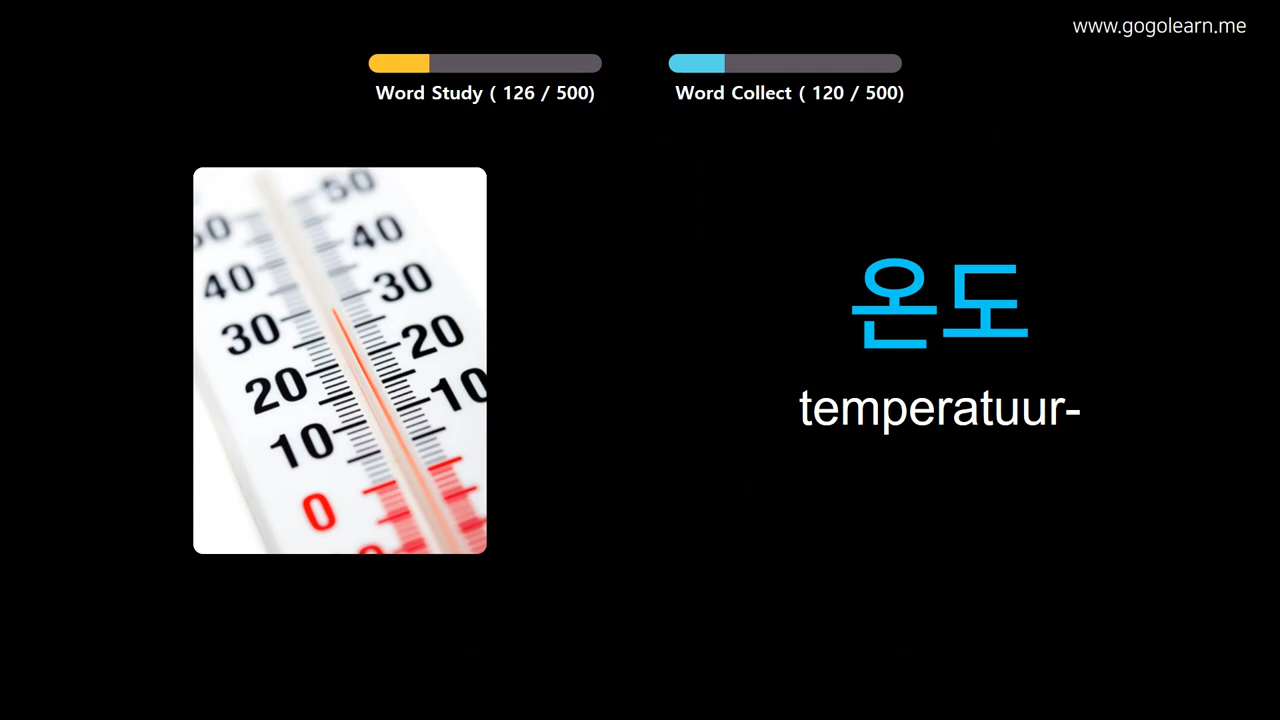 www.gogolearn.me
Word Study ( 126 / 500)
Word Collect ( 120 / 500)
50
50
40
40
30
30
20
20
10
10
0
온도
temperatuur-